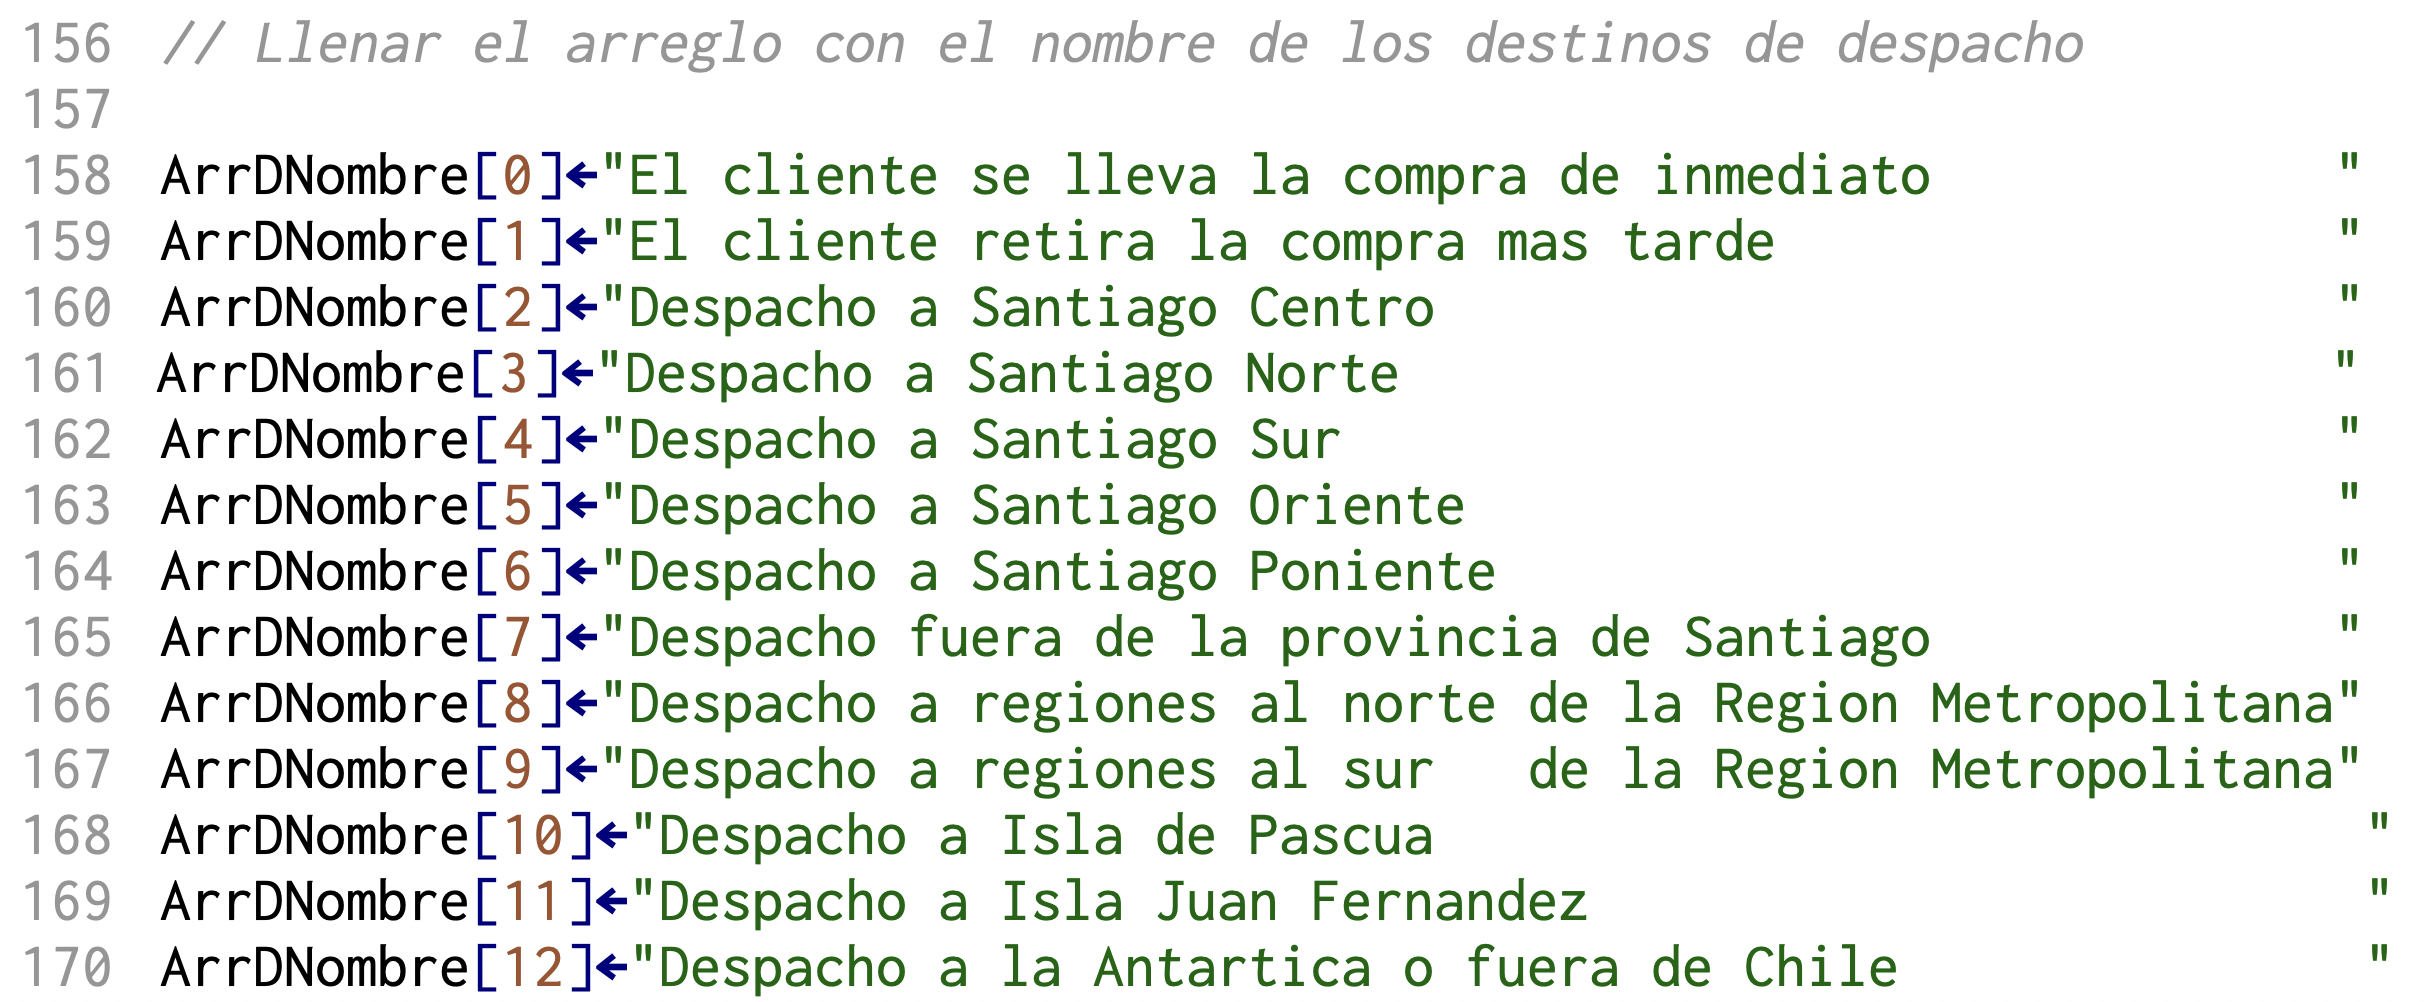 156 // Llenar el arreglo con el nombre de los destinos de despacho
157
158 ArrDNombre[0]←"El cliente se lleva la compra de inmediato             "
159 ArrDNombre[1]←"El cliente retira la compra mas tarde                  "
160 ArrDNombre[2]←"Despacho a Santiago Centro                             "
161 ArrDNombre[3]←"Despacho a Santiago Norte                              "
162 ArrDNombre[4]←"Despacho a Santiago Sur                                "
163 ArrDNombre[5]←"Despacho a Santiago Oriente                            "
164 ArrDNombre[6]←"Despacho a Santiago Poniente                           "
165 ArrDNombre[7]←"Despacho fuera de la provincia de Santiago             "
166 ArrDNombre[8]←"Despacho a regiones al norte de la Region Metropolitana"
167 ArrDNombre[9]←"Despacho a regiones al sur   de la Region Metropolitana"
168 ArrDNombre[10]←"Despacho a Isla de Pascua                              "
169 ArrDNombre[11]←"Despacho a Isla Juan Fernandez                         "
170 ArrDNombre[12]←"Despacho a la Antartica o fuera de Chile               "